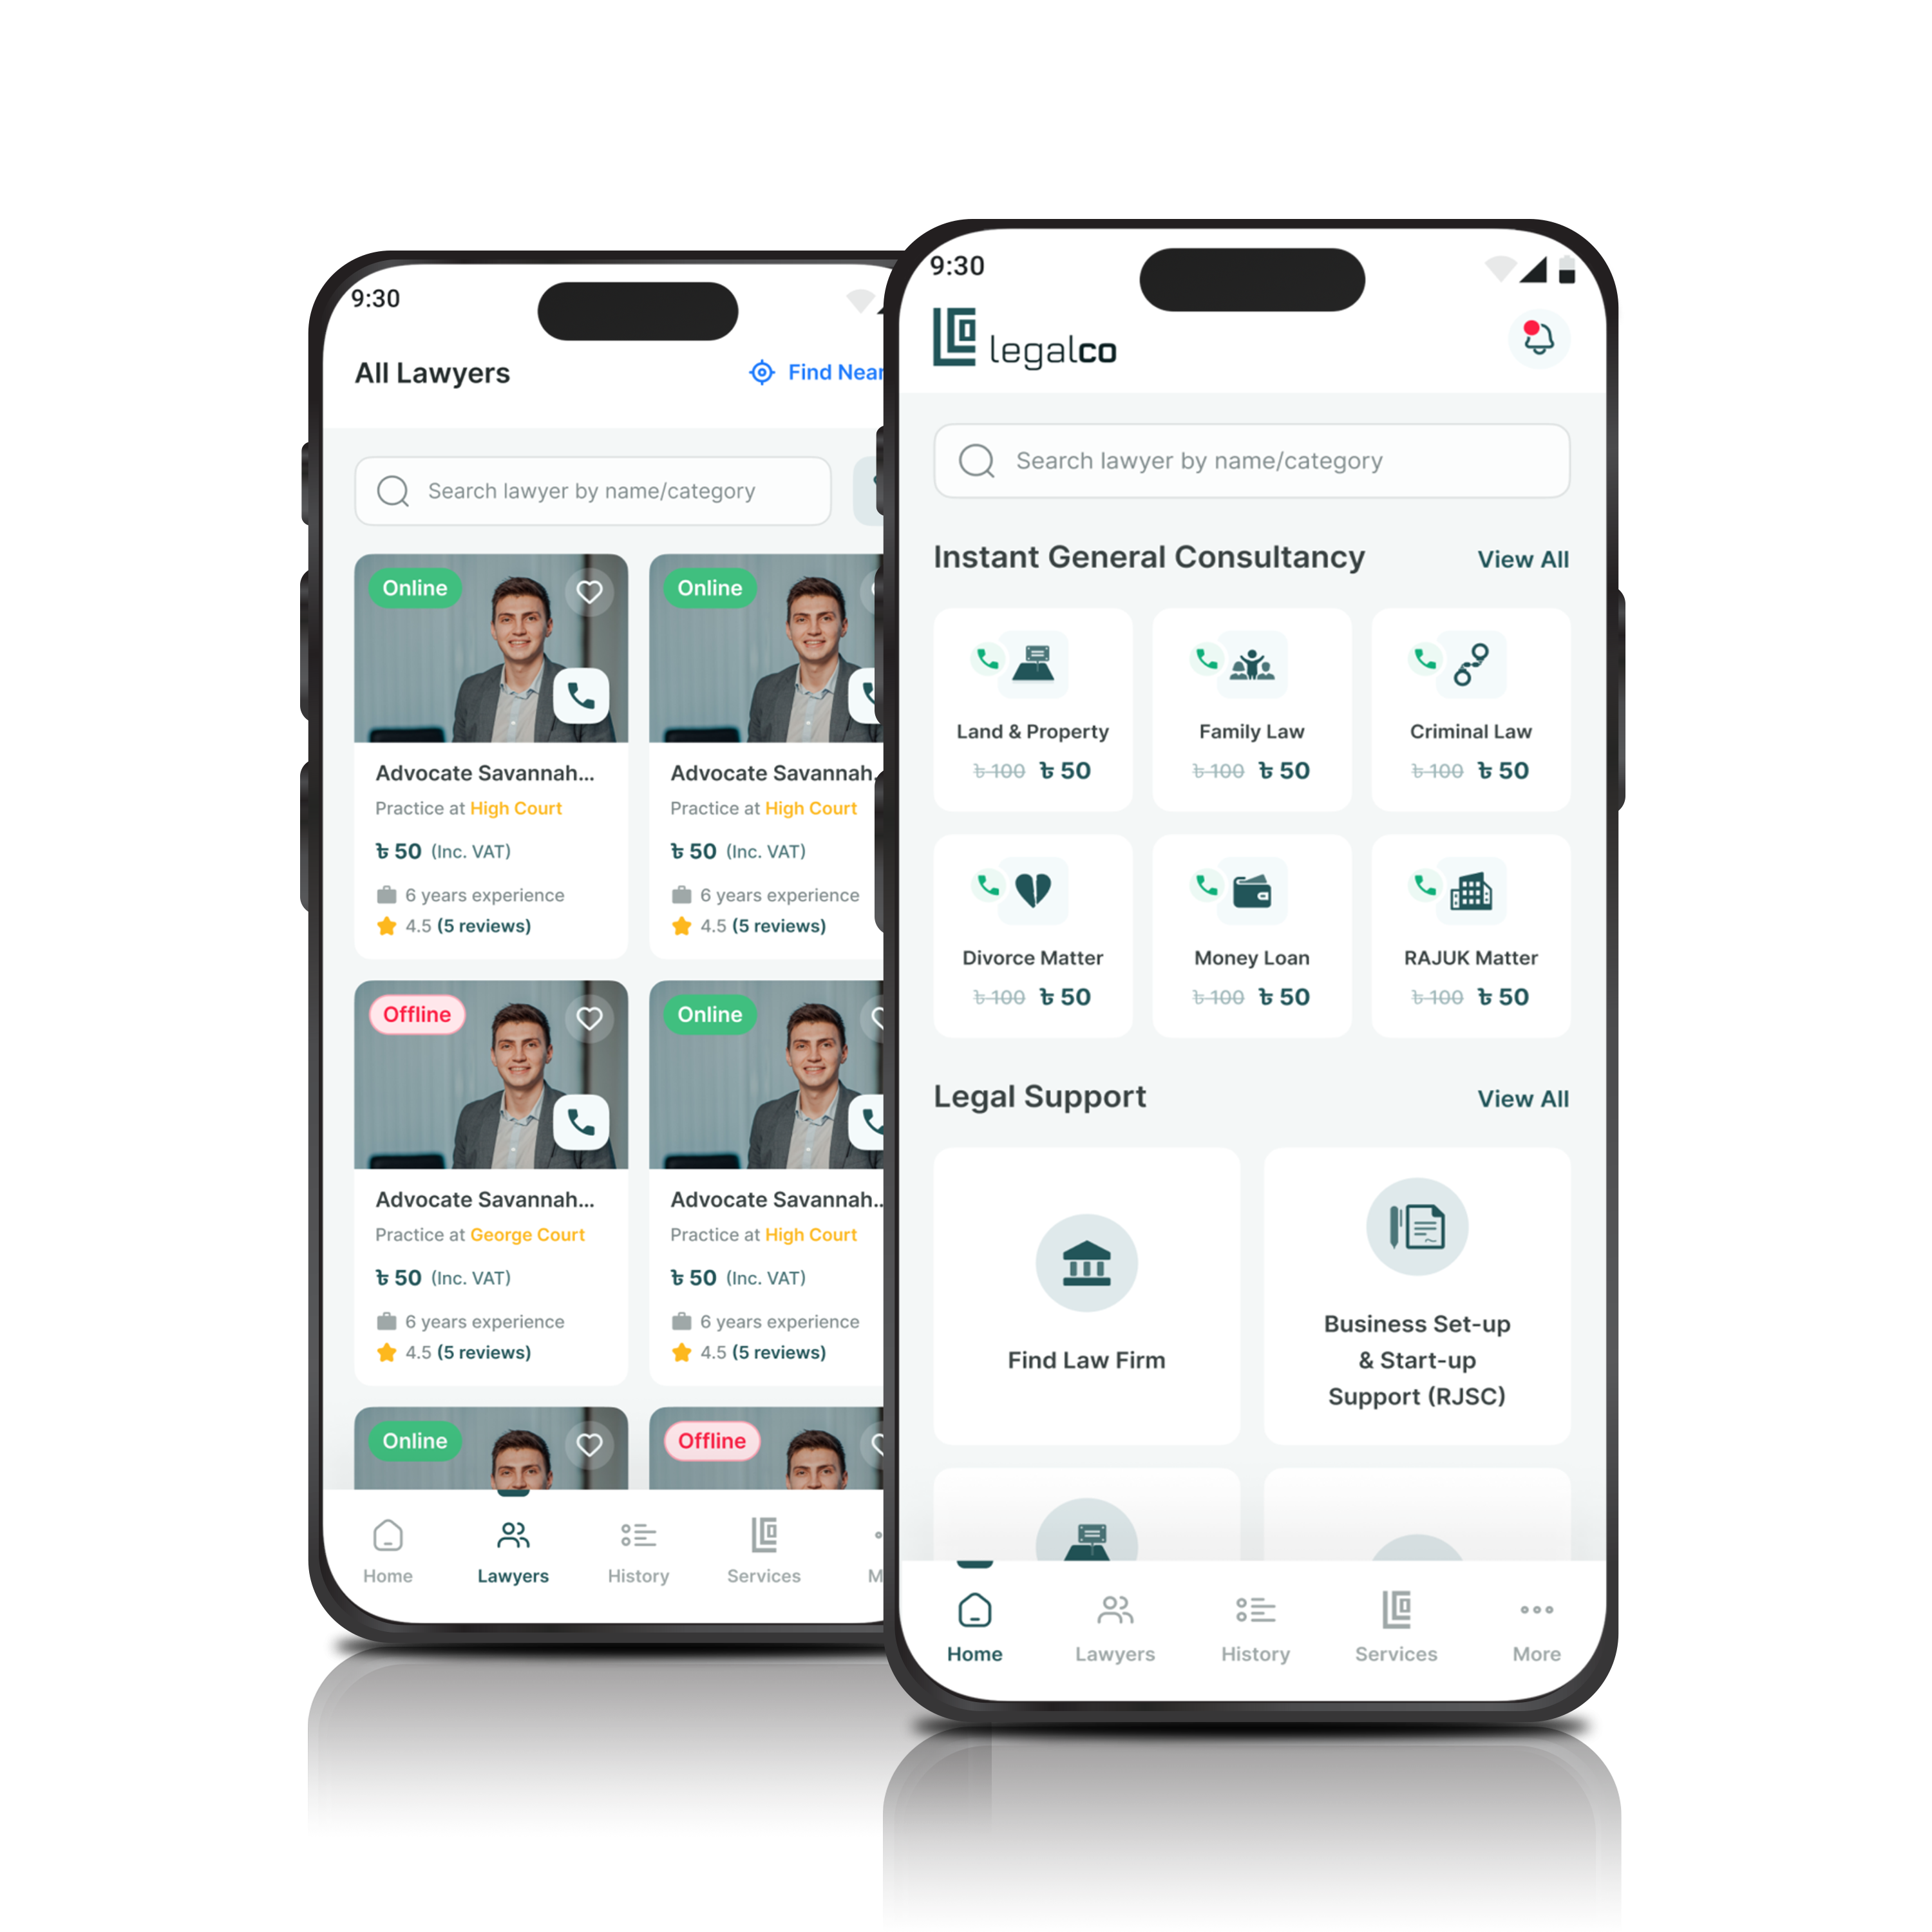 9:30
All Lawyers
Find Near
Search lawyer by name/category
Online
Online
Advocate Savannah...
Advocate Savannah..
Practice at High Court
Practice at High Court
৳ 50 (Inc. VAT)
৳ 50 (Inc. VAT)
6 years experience
6 years experience
4.5 (5 reviews)
4.5 (5 reviews)
Offline
Online
Advocate Savannah...
Advocate Savannah...
Practice at George Court
Practice at High Court
৳ 50 (Inc. VAT)
৳ 50 (Inc. VAT)
6 years experience
6 years experience
4.5 (5 reviews)
4.5 (5 reviews)
Online
Offline
Home
Lawyers
History
Services
M
9:30
legalco
Search lawyer by name/category
Instant General Consultancy
View All
Land & Property
Family Law
Criminal Law
৳ 100 ৳ 50
৳ 100 ৳ 50
৳ 100 ৳ 50
Divorce Matter
Money Loan
RAJUK Matter
৳ 100 ৳ 50
৳ 100 ৳ 50
৳ 100 ৳ 50
Legal Support
View All
Find Law Firm
Business Set-up
& Start-up
Support (RJSC)
Home
Lawyers
History
Services
More